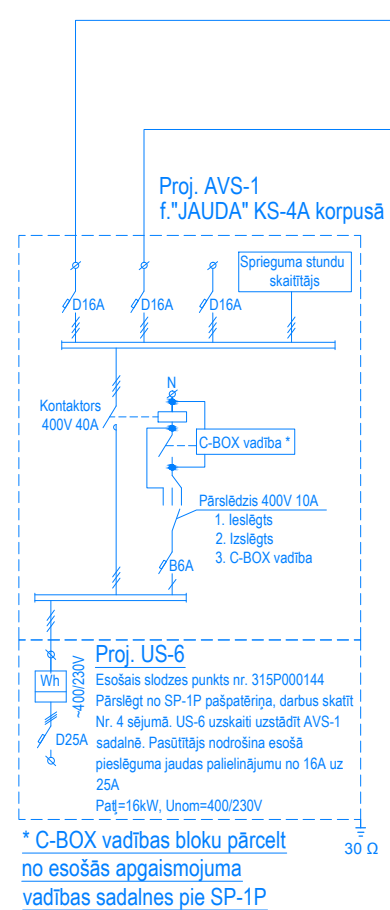 Proj. AVS-1
f."JAUDA" KS-4A korpusā
Sprieguma stundu
skaitītājs
D16A
D16A
D16A
N
Kontaktors
400V 40A
C-BOX vadība *
Pārslēdzis 400V 10A
1. Ieslēgts
2. Izslēgts
3. C-BOX vadība
B6A
Proj. US-6
Wh
~400/230V
D25A
Esošais slodzes punkts nr. 315P000144
Pārslēgt no SP-1P pašpatēriņa, darbus skatīt
Nr. 4 sējumā. US-6 uzskaiti uzstādīt AVS-1
sadalnē. Pasūtītājs nodrošina esošā
pieslēguma jaudas palielinājumu no 16A uz
25A
Patļ=16kW, Unom=400/230V
* C-BOX vadības bloku pārcelt
no esošās apgaismojuma
vadības sadalnes pie SP-1P
30 Ω